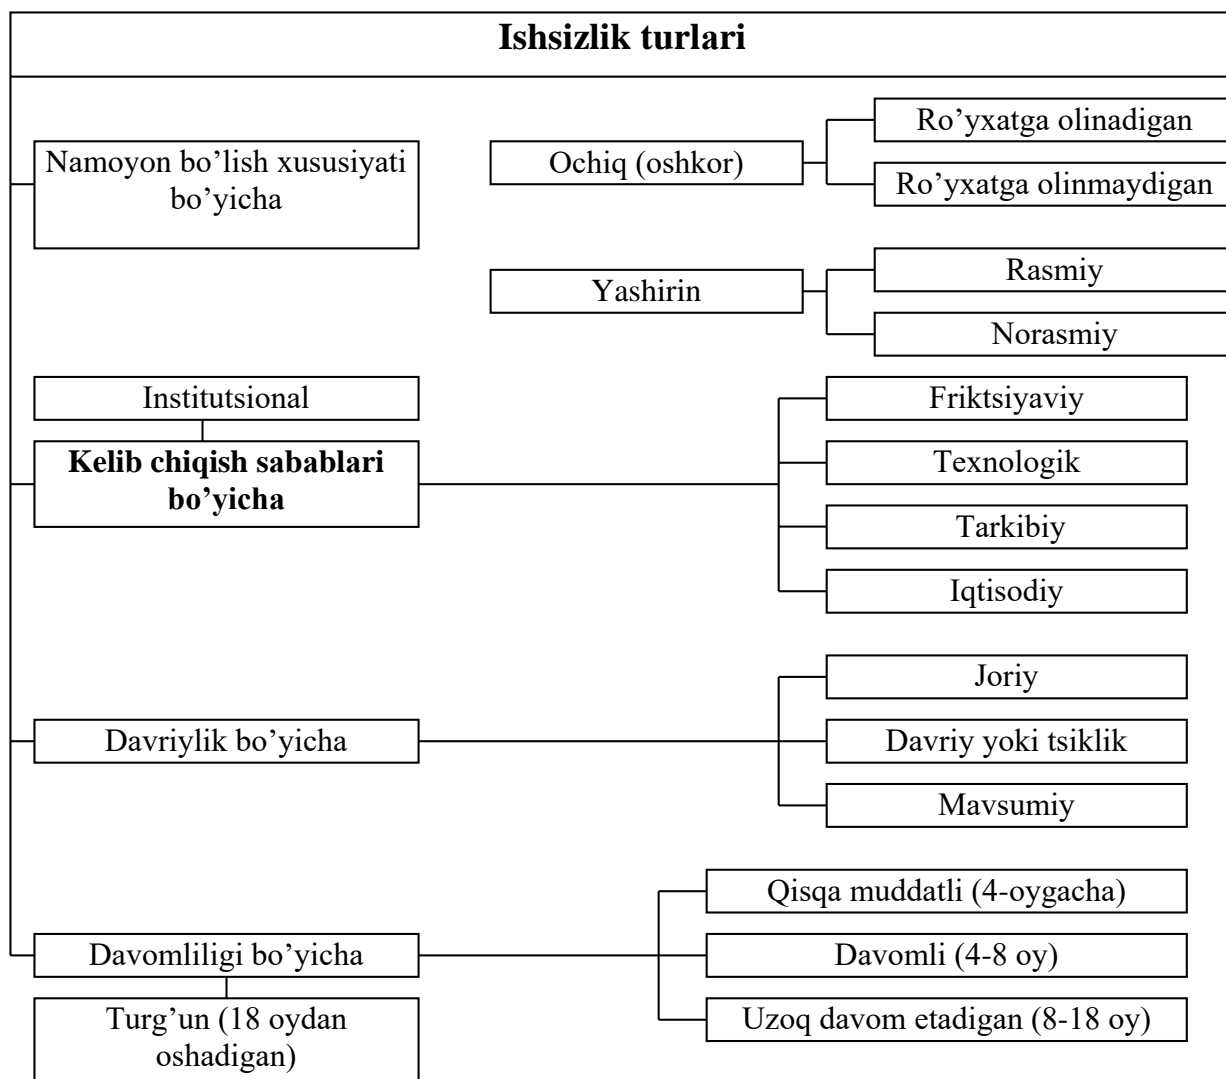 Ishsizlik turlari
Namoyon bo’lish xususiyati
bo’yicha
Ochiq (oshkor)
Ro’yxatga olinadigan
Ro’yxatga olinmaydigan
Yashirin
Rasmiy
Norasmiy
Institutsional
Kelib chiqish sabablari
bo’yicha
Friktsiyaviy
Texnologik
Tarkibiy
Iqtisodiy
Davriylik bo’yicha
Joriy
Davriy yoki tsiklik
Mavsumiy
Davomliligi bo’yicha
Qisqa muddatli (4-oygacha)
Davomli (4-8 oy)
Uzoq davom etadigan (8-18 oy)
Turg’un (18 oydan
oshadigan)